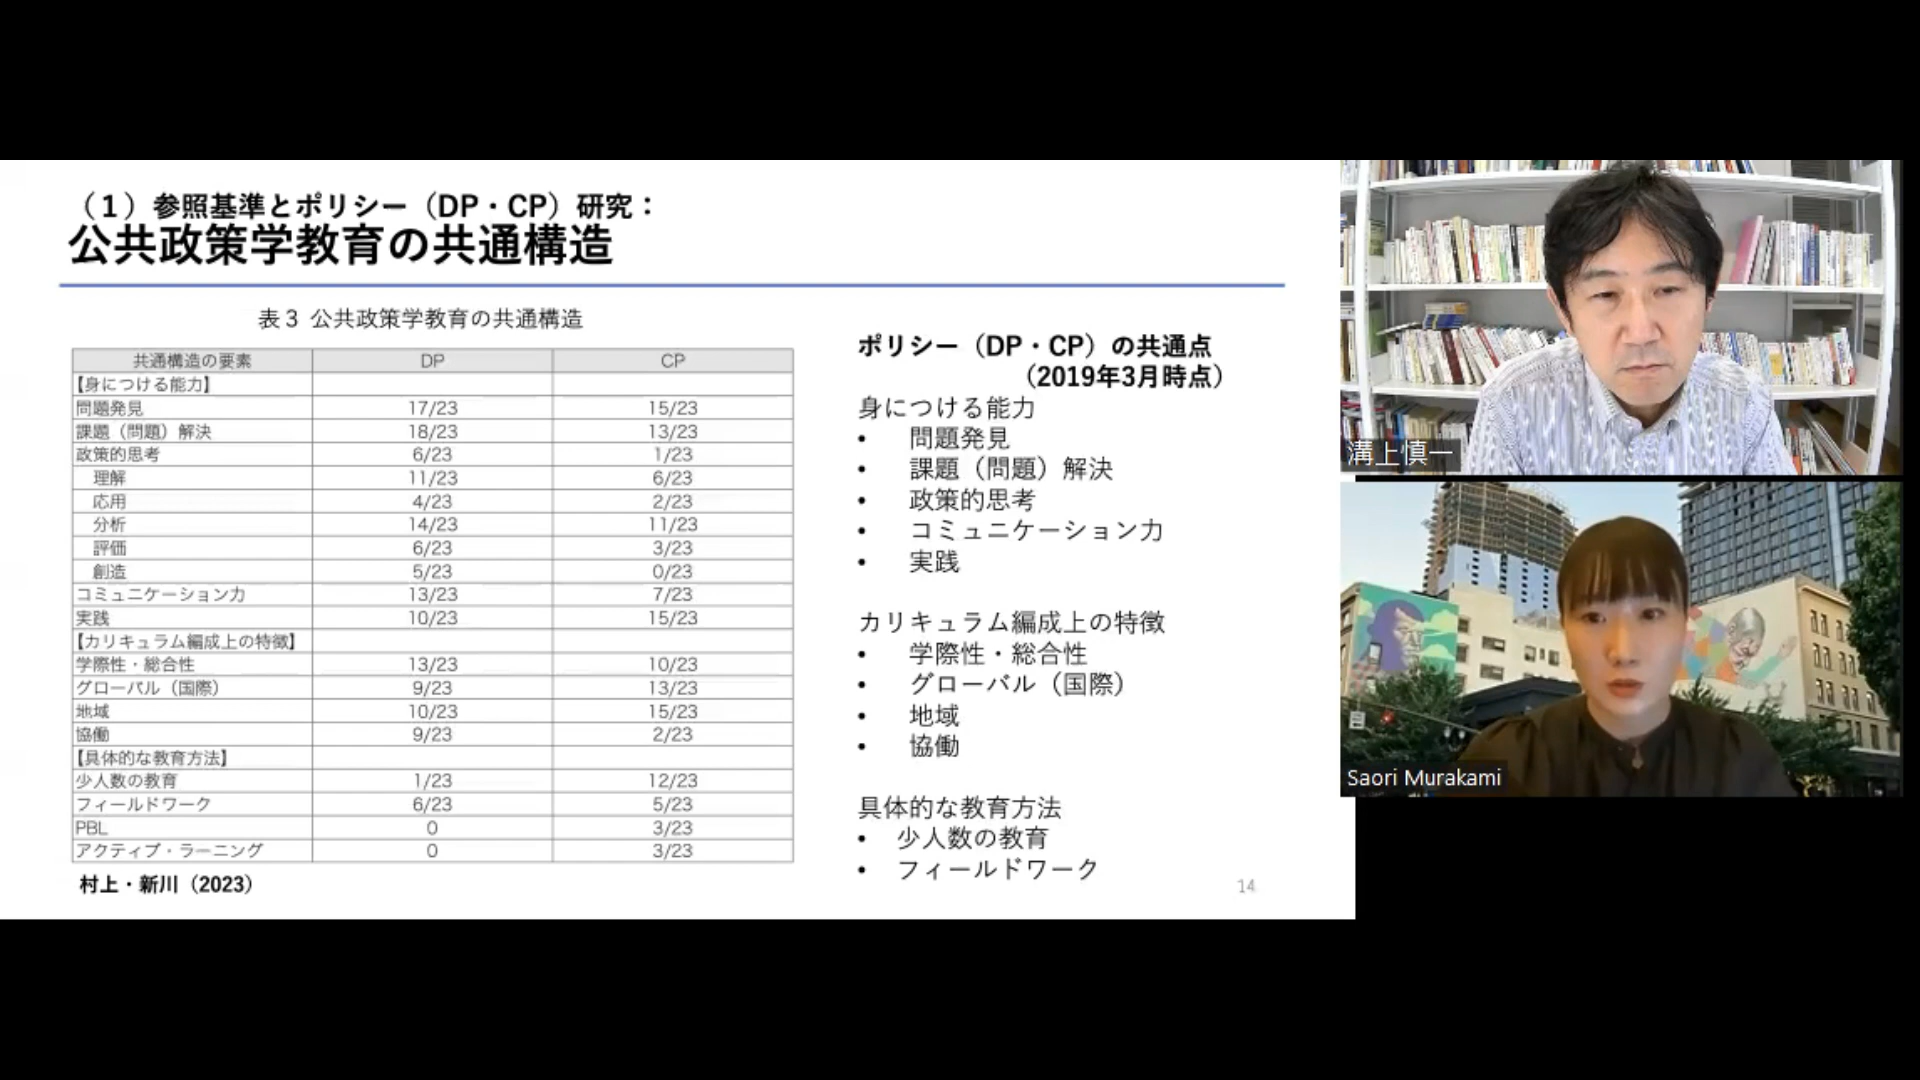 （1）参照基準とポリシー（DP・CP）研究：
公共政策学教育の共通構造
表３ 公共政策学教育の共通構造
共通構造の要素 DP CP
【身につける能力】
問題発見 17/23 15/23
課題（問題）解決 18/23 13/23
政策的思考 6/23 1/23
理解 11/23 6/23
応用 4/23 2/23
分析 14/23 11/23
評価 6/23 3/23
創造 5/23 0/23
コミュニケーション力 13/23 7/23
実践 10/23 15/23
【カリキュラム編成上の特徴】
学際性・総合性 13/23 10/23
グローバル（国際） 9/23 13/23
地域 10/23 15/23
協働 9/23 2/23
【具体的な教育方法】
少人数の教育 1/23 12/23
フィールドワーク 6/23 5/23
PBL 0 3/23
アクティブ・ラーニング 0 3/23
村上・新川（2023）
ポリシー（DP・CP）の共通点
（2019年3月時点）
身につける能力
• 問題発見
• 課題（問題）解決
• 政策的思考
• コミュニケーション力
• 実践
カリキュラム編成上の特徴
• 学際性・総合性
• グローバル（国際）
• 地域
• 協働
具体的な教育方法
• 少人数の教育
• フィールドワーク
14
溝上慎一
Saori Murakami